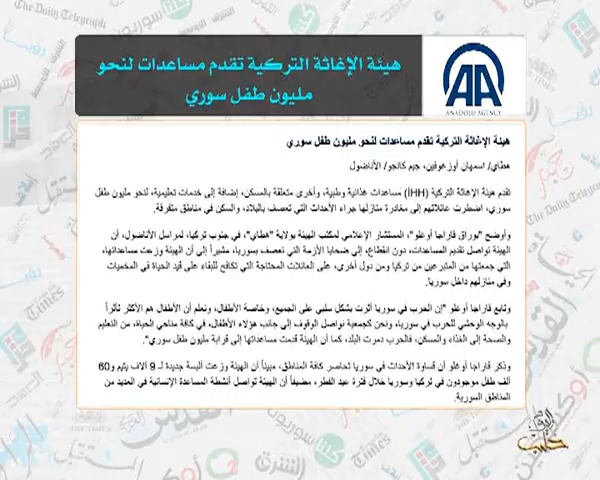 هيئة الإغاثة التركية تقدم مساعدات لنحو
مليون طفل سوري
AA
ANADOLU AGENCY
هيئة الإغاثة التركية تقدم مساعدات لنحو مليون طفل سوري
هطاي/ اسمهان أوزغوفين، جيم كانجو/ الأناضول
تقدم هيئة الإغاثة التركية (IHH) مساعدات غذائية وطبية، وأخرى متعلقة بالمسكن، إضافة إلى خدمات تعليمية، لنحو مليون طفل
سوري، اضطرت عائلاتهم إلى مغادرة منازلها جراء الأحداث التي تعصف بالبلاد، والسكن في مناطق متفرقة.
وأوضح "بوراق قاراجا أوغلو"، المستشار الإعلامي لمكتب الهيئة بولاية "هطاي"، في جنوب تركيا، لمراسل الأناضول، أن
الهيئة تواصل تقديم المساعدات، دون انقطاع، إلى ضحايا الأزمة التي تعصف بسوريا، مشيراً إلى أن الهيئة وزعت مساعداتها،
التي جمعتها من المتبرعين من تركيا ومن دول أخرى، على العائلات المحتاجة التي تكافح للبقاء على قيد الحياة في المخيمات
وفي منازلهم داخل سوريا.
وتابع قاراجا أوغلو "إن الحرب في سوريا أثرت بشكل سلبي على الجميع، وخاصة الأطفال، ونعلم أن الأطفال هم الأكثر تأثراً
بالوجه الوحشي للحرب في سوريا، ونحن كجمعية نواصل الوقوف إلى جانب هؤلاء الأطفال، في كافة مناحي الحياة، من التعليم
والصحة إلى الغذاء والمسكن، فالحرب دمرت البلد، كما أن الهيئة قدمت مساعداتها إلى قرابة مليون طفل سوري".
وذكر قاراجا أوغلو أن قساوة الأحداث في سوريا تحاصر كافة المناطق، مبيناً أن الهيئة وزعت ألبسة جديدة لـ 9 آلاف يتيم و60
ألف طفل موجودون في تركيا وسوريا خلال فترة عيد الفطر، مضيفاً أن الهيئة تواصل أنشطة المساعدة الإنسانية في العديد من
المناطق السورية.
حلب اليوم